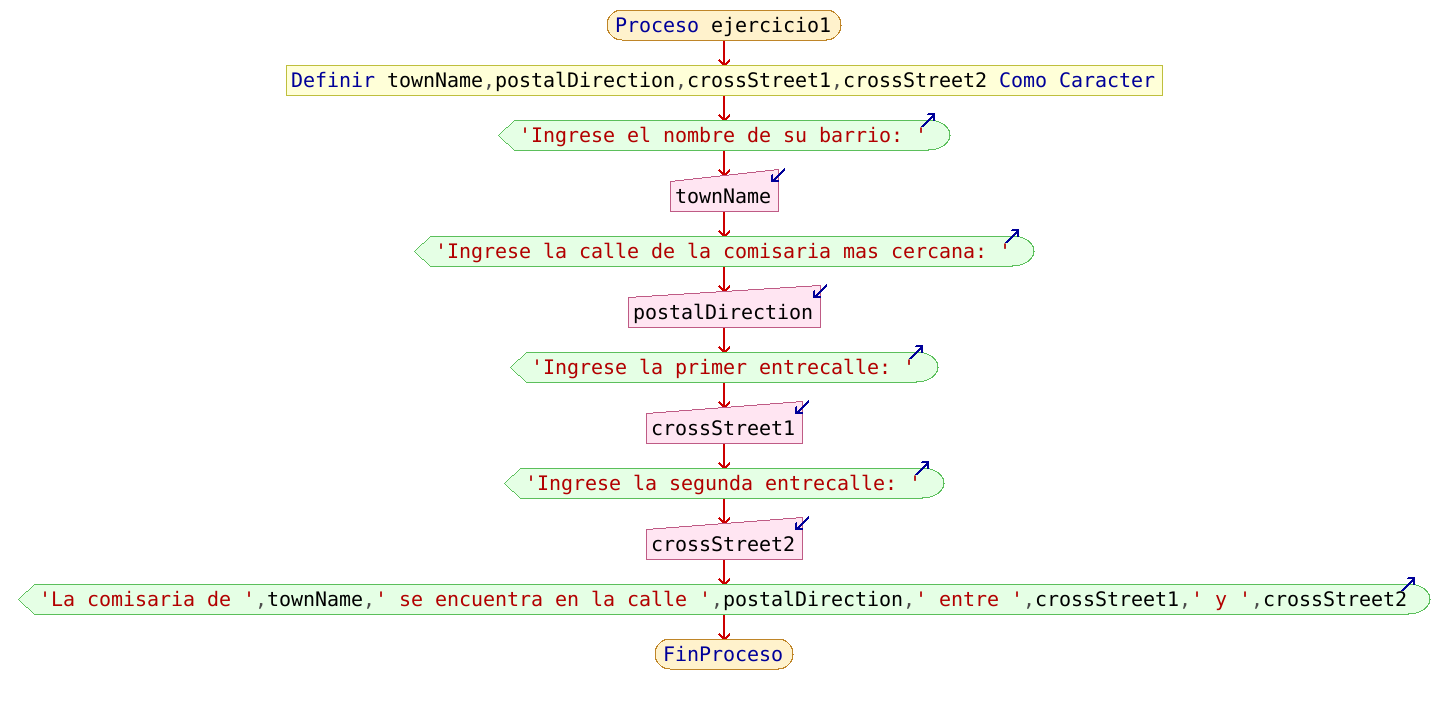 Proceso ejercicio1
Definir townName,postalDirection,crossStreet1,crossStreet2 Como Caracter
'Ingrese el nombre de su barrio: '
townName
'Ingrese la calle de la comisaria mas cercana: '
postalDirection
'Ingrese la primer entrecalle: '
crossStreet1
'Ingrese la segunda entrecalle: '
crossStreet2
'La comisaria de ',townName,' se encuentra en la calle ',postalDirection,' entre ',crossStreet1,' y ',crossStreet2
FinProceso